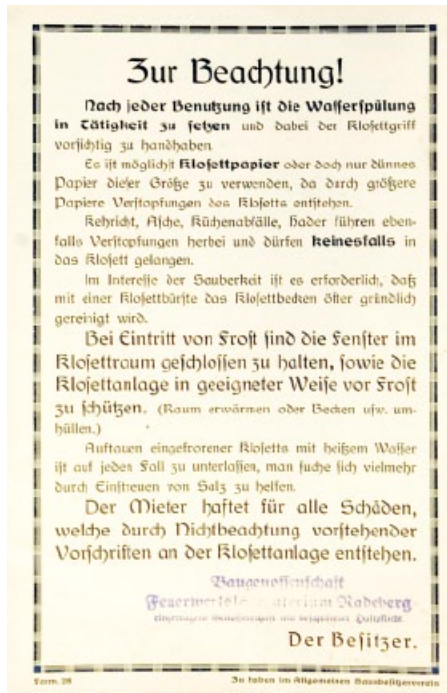 Zur Beachtung!
Nach jeder Benutzung ist die Wasserspülung
in Tätigkeit zu setzen und dabei der Klosettgriff
vorsichtig zu handhaben
Es ist möglichst Klosettpapier oder doch nur dünnes
Papier dieser Größe zu verwenden, da durch größere
Papiere Verstopfungen des Klosetts entstehen.
Kehricht, Asche, Küchenabfälle, Hader führen eben-
falls Verstopfungen herbei und dürfen keinesfalls in
das Klosett gelangen.
Im Interesse der Sauberkeit ist es erforderlich, daß
mit einer Klosettbürste das Klosettbecken öfter gründlich
gereinigt wird.
Bei Eintritt von Frost sind die Fenster im
Klosettraum geschlossen zu halten, sowie die
Klosettanlage in geeigneter Weise vor Frost
zu schützen. (Raum erwärmen oder Becken usw. um-
hüllen.)
Auftauen eingefrorener Klosetts mit heißem Wasser
ist auf jeden Fall zu unterlassen, man suche sich vielmehr
durch Einstreuen von Salz zu helfen.
Der Mieter haftet für alle Schäden,
welche durch Nichtbeachtung vorstehender
Vorschriften an der Klosettanlage entstehen.
Baugenossenschaft
Radeberg
Der Besitzer.
Form. 28
Zu haben im Allgemeinen Hausbesitzerverein